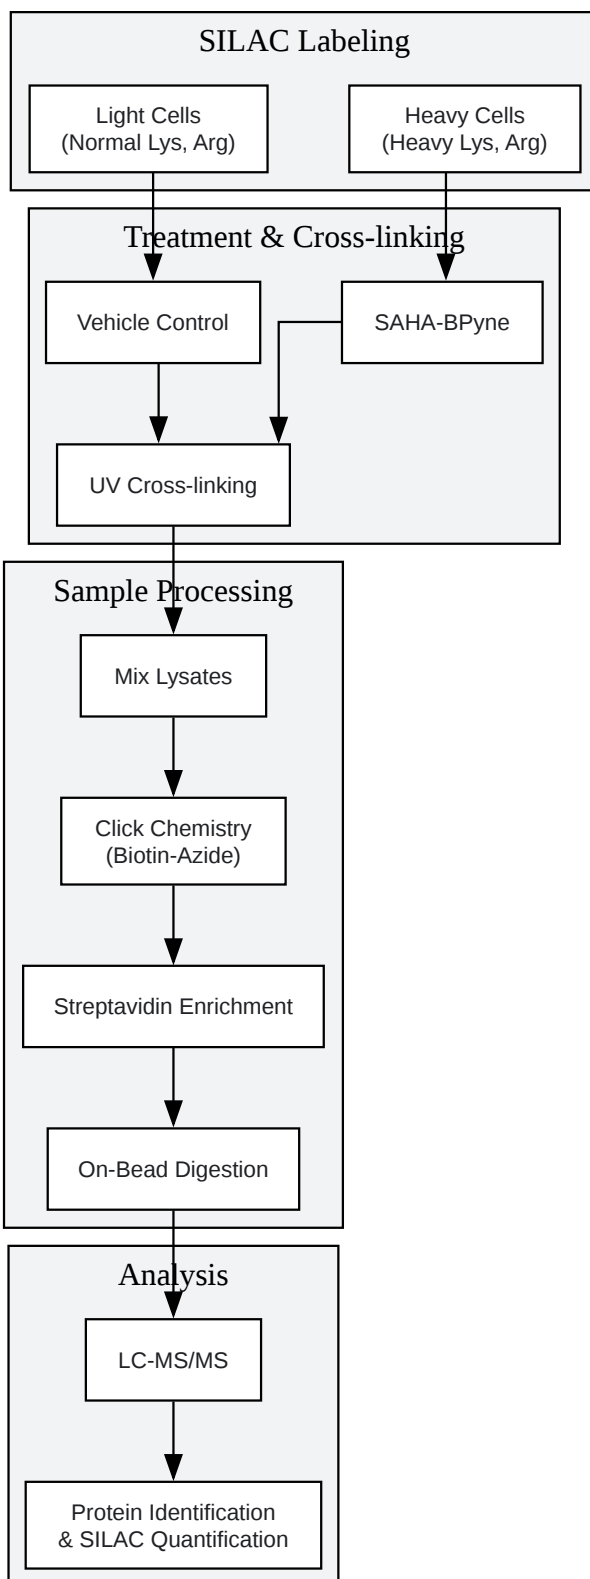 SILAC Labeling
Light Cells
(Normal Lys, Arg)
Heavy Cells
(Heavy Lys, Arg)
Treatment & Cross-linking
Vehicle Control
SAHA-BPyne
UV Cross-linking
Sample Processing
Mix Lysates
Click Chemistry
(Biotin-Azide)
Streptavidin Enrichment
On-Bead Digestion
Analysis
LC-MS/MS
Protein Identification
& SILAC Quantification